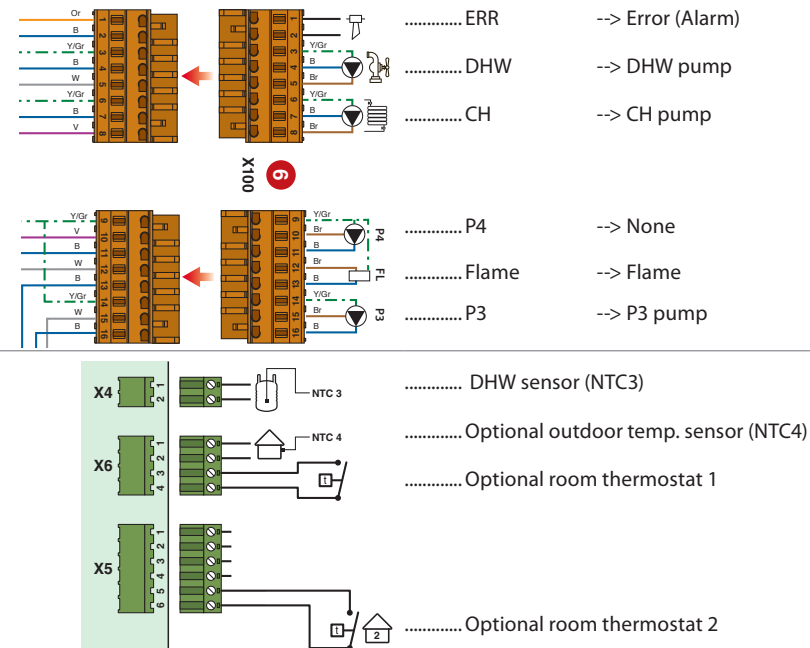 Or
B
Y/Gr
B
W
Y/Gr
B
V
1
2
3
4
5
6
7
8
1
2
3
4
5
6
7
8
Y/Gr
B
Br
Y/Gr
B
Br
............. ERR --> Error (Alarm)
............. DHW --> DHW pump
............. CH --> CH pump
X100
6
Y/Gr
V
B
W
B
Y/Gr
W
B
9
10
11
12
13
14
15
16
9
10
11
12
13
14
15
16
Y/Gr
Br
B
Br
B
Y/Gr
Br
B
P4
FL
P3
............. P4 --> None
............. Flame --> Flame
............. P3 --> P3 pump
X4
1
2
NTC 3
............. DHW sensor (NTC3)
X6
1
2
3
4
NTC 4
t
............. Optional outdoor temp. sensor (NTC4)
............. Optional room thermostat 1
X5
1
2
3
4
5
6
t
2
............. Optional room thermostat 2